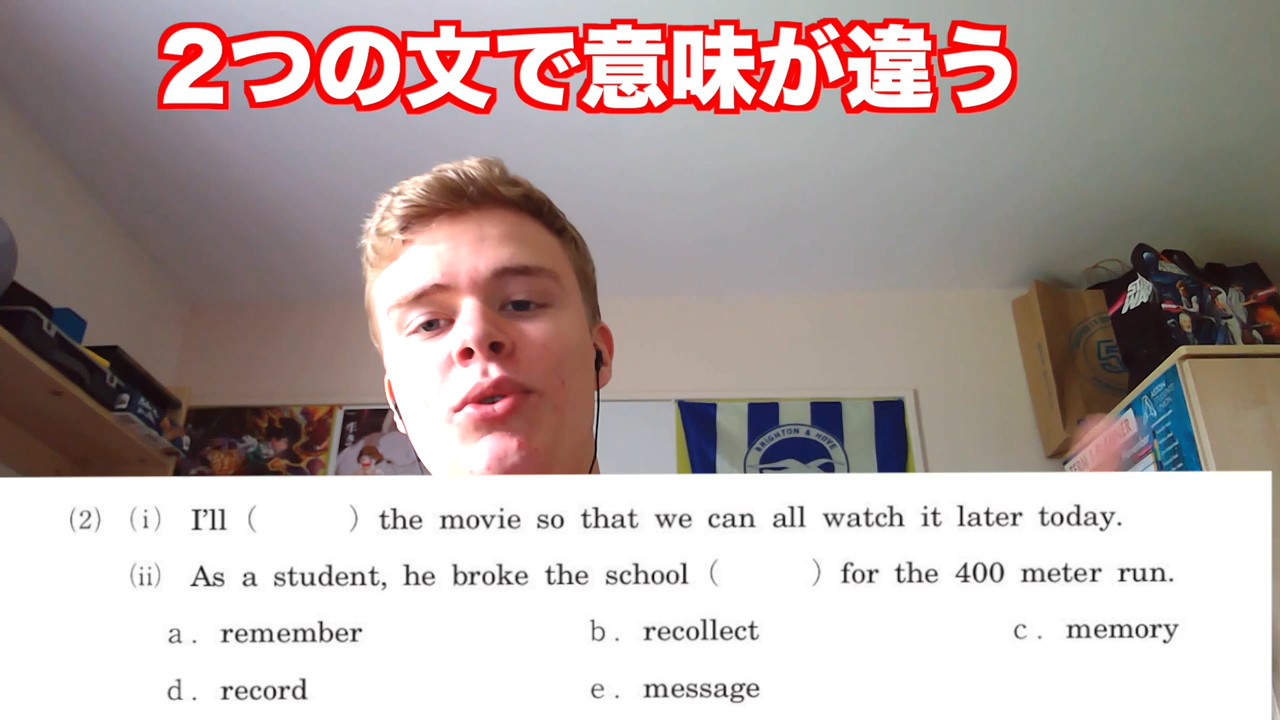 2つの文で意味が違う
BRIGHTON & HOVE
(2) (i) I'll (        ) the movie so that we can all watch it later today.
(ii) As a student, he broke the school (        ) for the 400 meter run.
a. remember b. recollect c. memory
d. record e. message